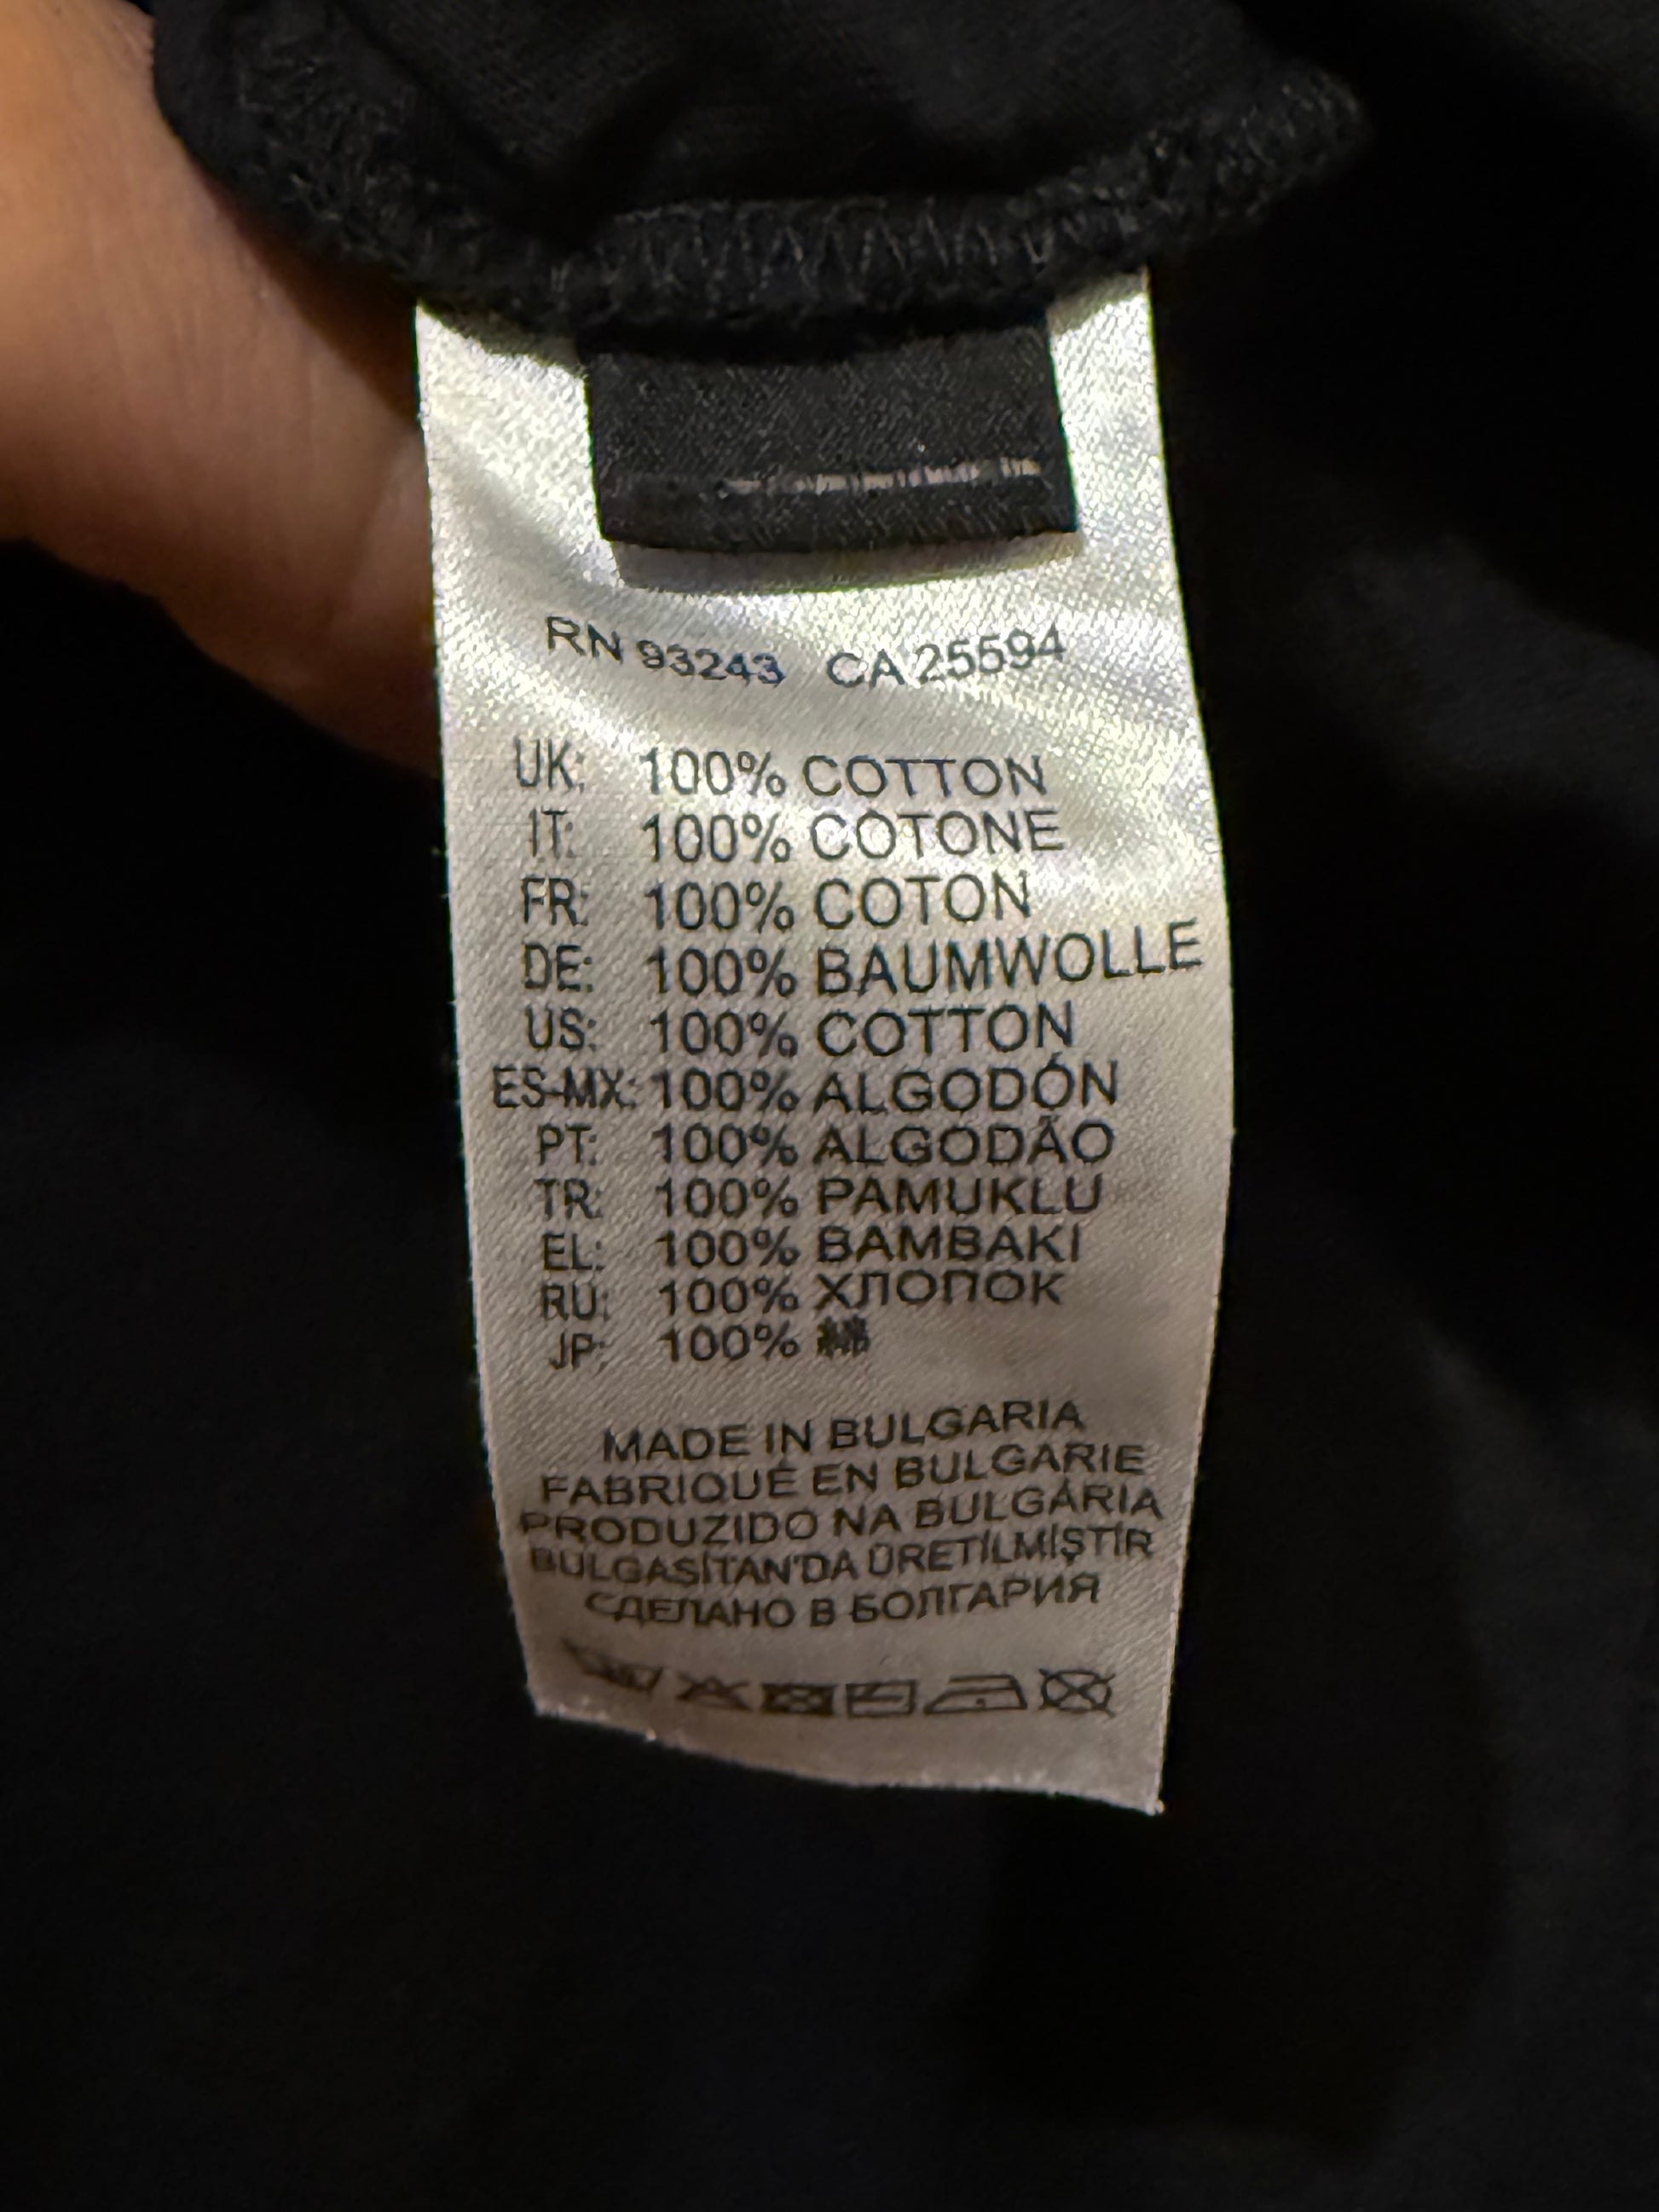 RN 93243 CA 25594
UK: 100% COTTON
IT: 100% COTONE
FR: 100% COTON
DE: 100% BAUMWOLLE
US: 100% COTTON
ES-MX: 100% ALGODÓN
PT: 100% ALGODÃO
TR: 100% PAMUKLU
EL: 100% BAMBAKI
RU: 100% ХЛОПОК
JP: 100% 綿
MADE IN BULGARIA
FABRIQUÉ EN BULGARIE
PRODUZIDO NA BULGÁRIA
BULGASİTAN'DA ÜRETİLMİŞTİR
СДЕЛАНО В БОЛГАРИЯ